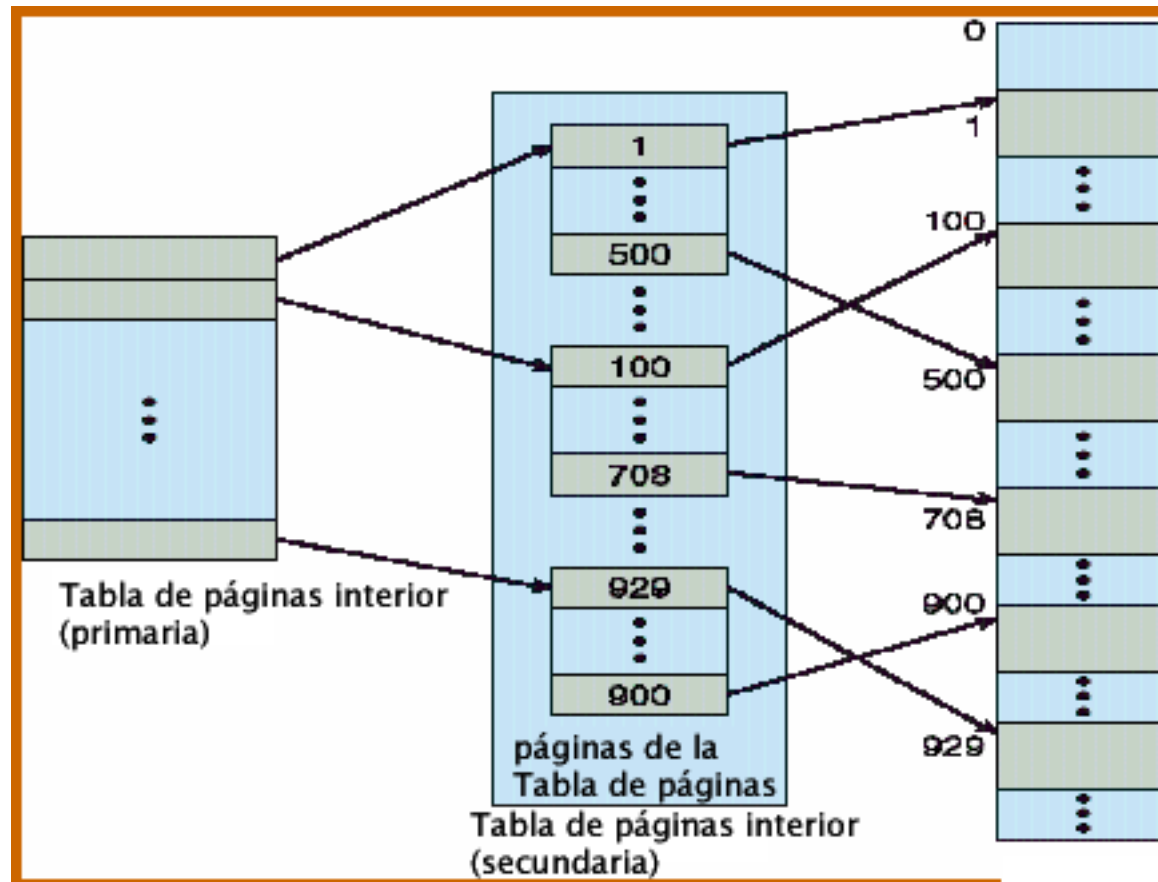 Tabla de páginas interior
(primaria)
1
500
100
708
929
900
páginas de la
Tabla de páginas
Tabla de páginas interior
(secundaria)
0
1
100
500
708
900
929